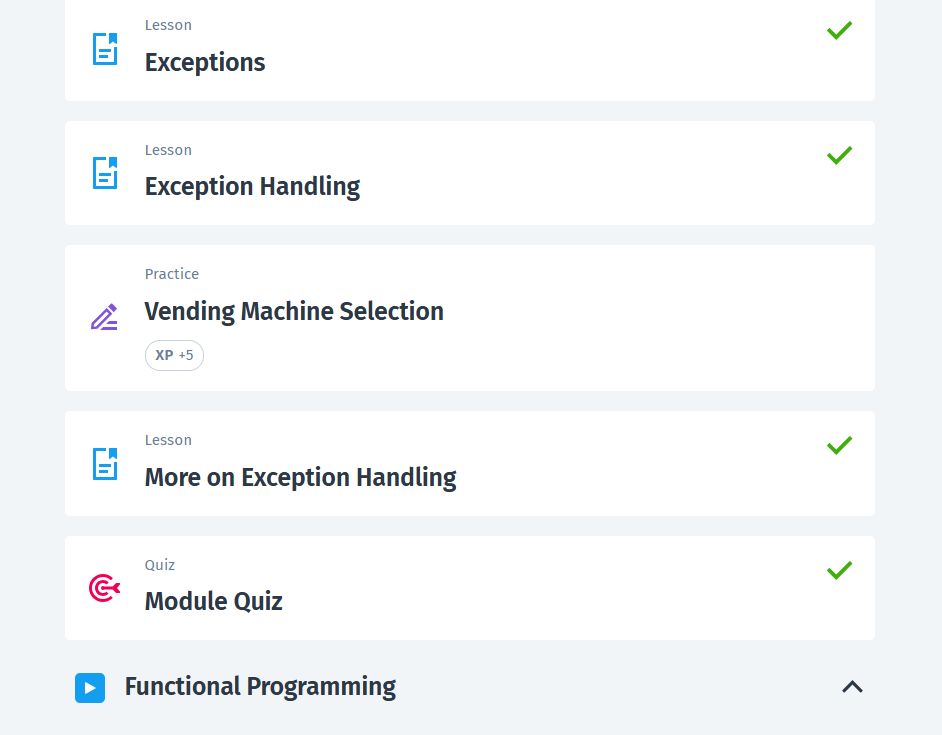 Lesson
Exceptions
Lesson
Exception Handling
Practice
Vending Machine Selection
XP +5
Lesson
More on Exception Handling
Quiz
Module Quiz
Functional Programming